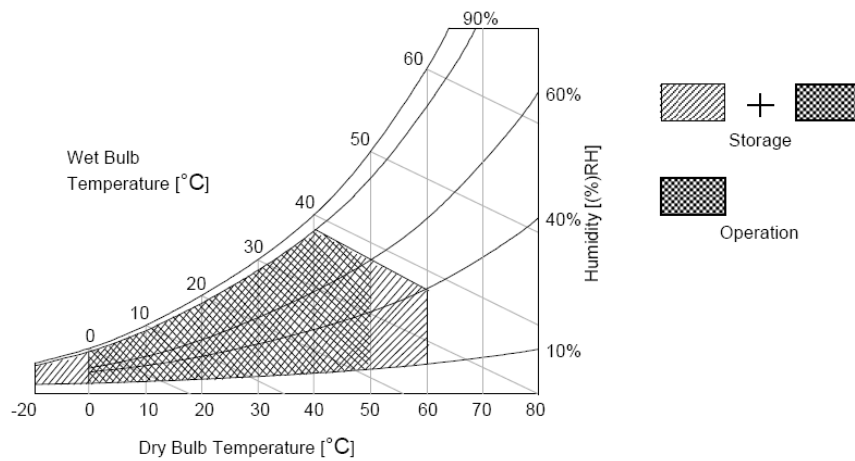 90%
60
60%
50
Wet Bulb
Temperature [°C]
40
40%
30
20
10
0
10%
Humidity [(%)RH]
-20 0 10 20 30 40 50 60 70 80
Dry Bulb Temperature [°C]
+
Storage
Operation